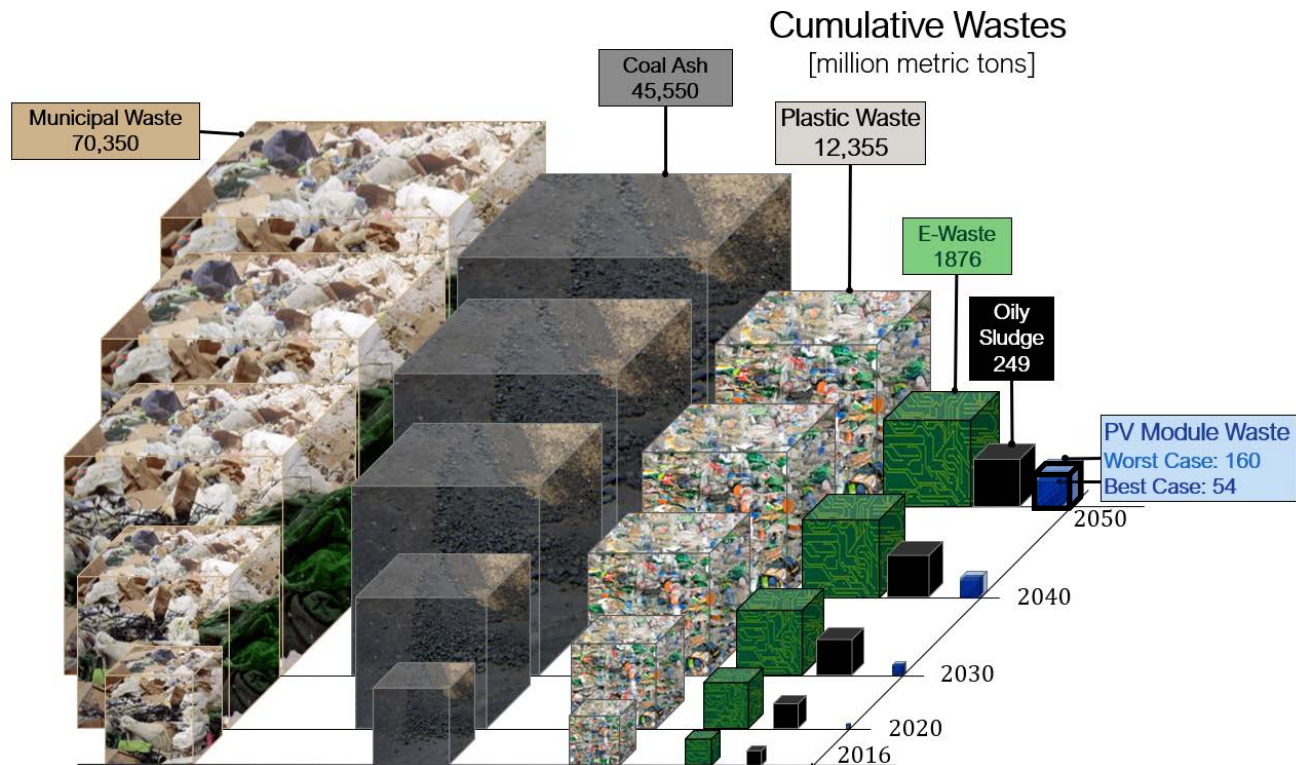 Cumulative Wastes
[million metric tons]
Coal Ash
45,550
Municipal Waste
70,350
Plastic Waste
12,355
E-Waste
1876
Oily
Sludge
249
PV Module Waste
Worst Case: 160
Best Case: 54
2050
2040
2030
2020
2016